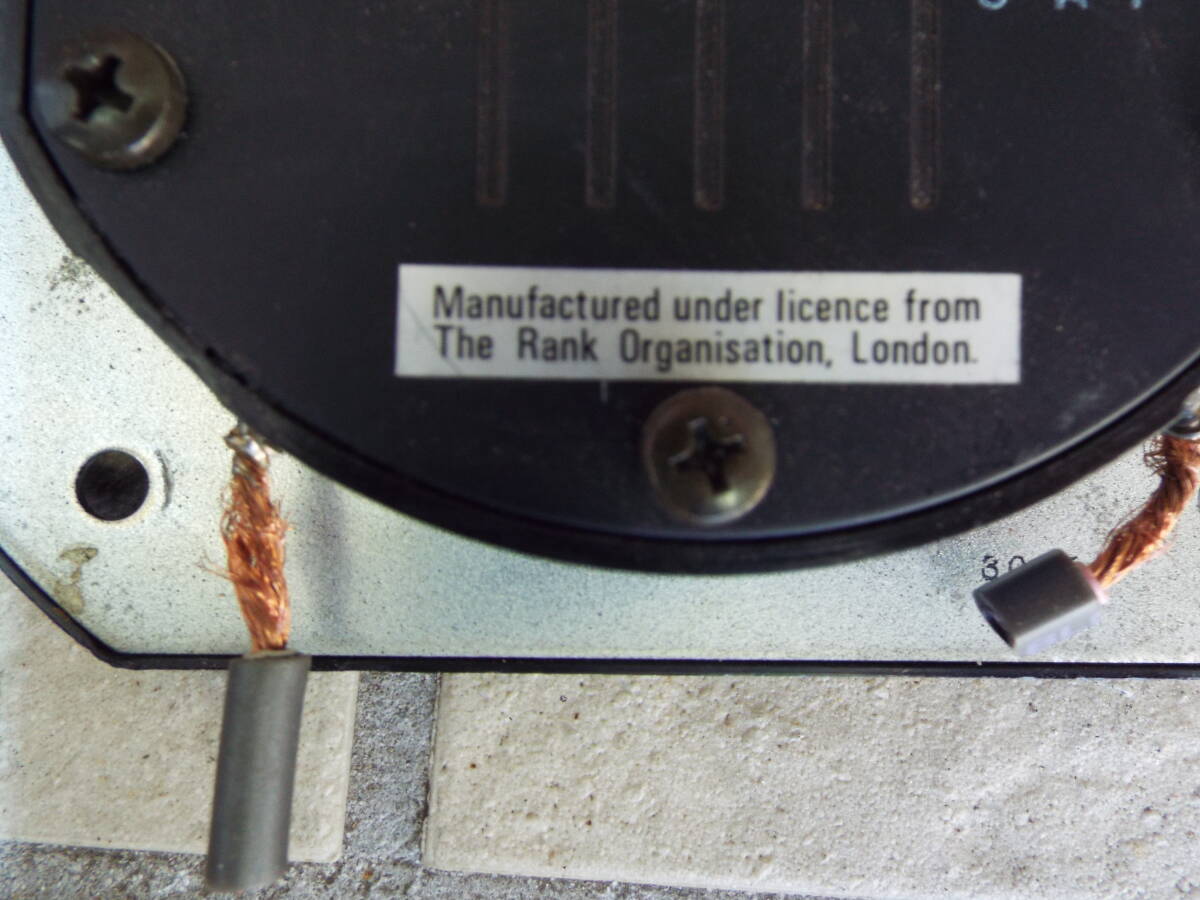 Manufactured under licence from
The Rank Organisation, London.